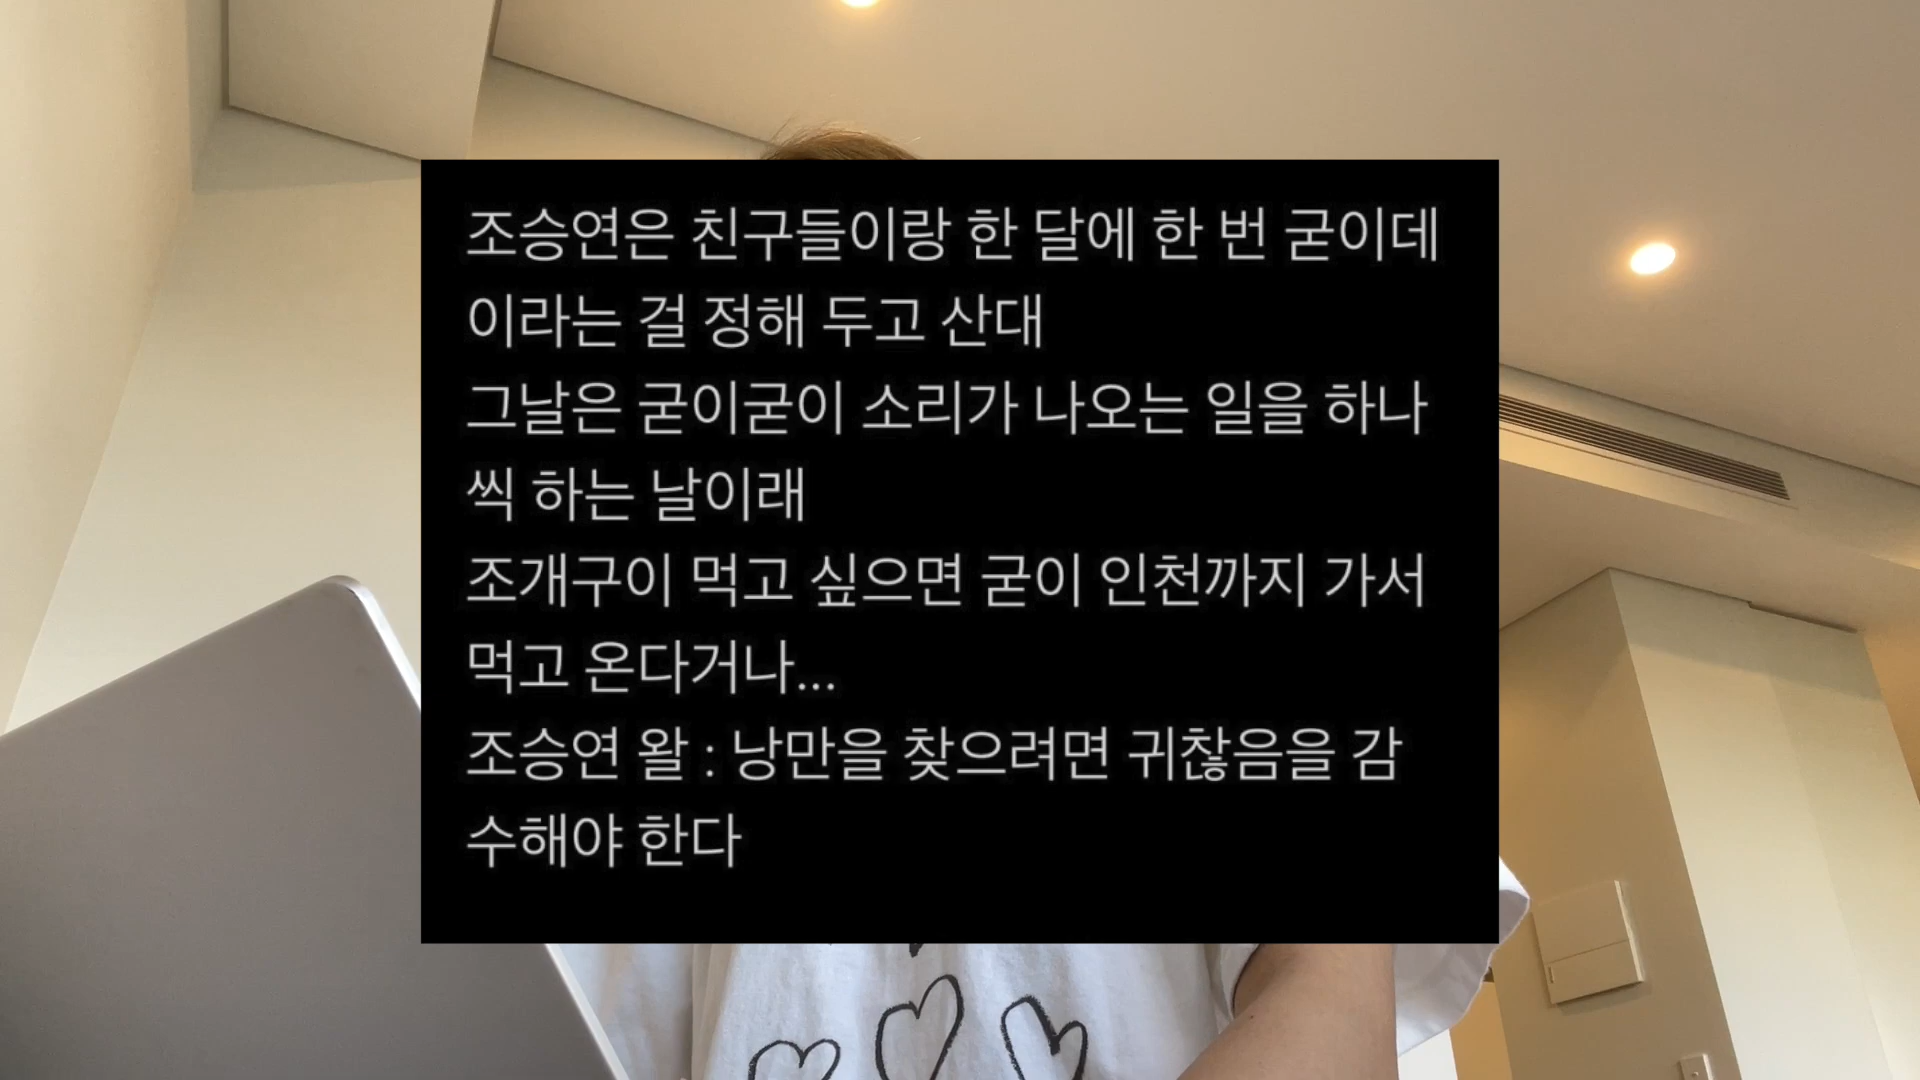 조승연은 친구들이랑 한 달에 한 번 굳이데
이라는 걸 정해 두고 산대
그날은 굳이굳이 소리가 나오는 일을 하나
씩 하는 날이래
조개구이 먹고 싶으면 굳이 인천까지 가서
먹고 온다거나...
조승연 왈 : 낭만을 찾으려면 귀찮음을 감
수해야 한다